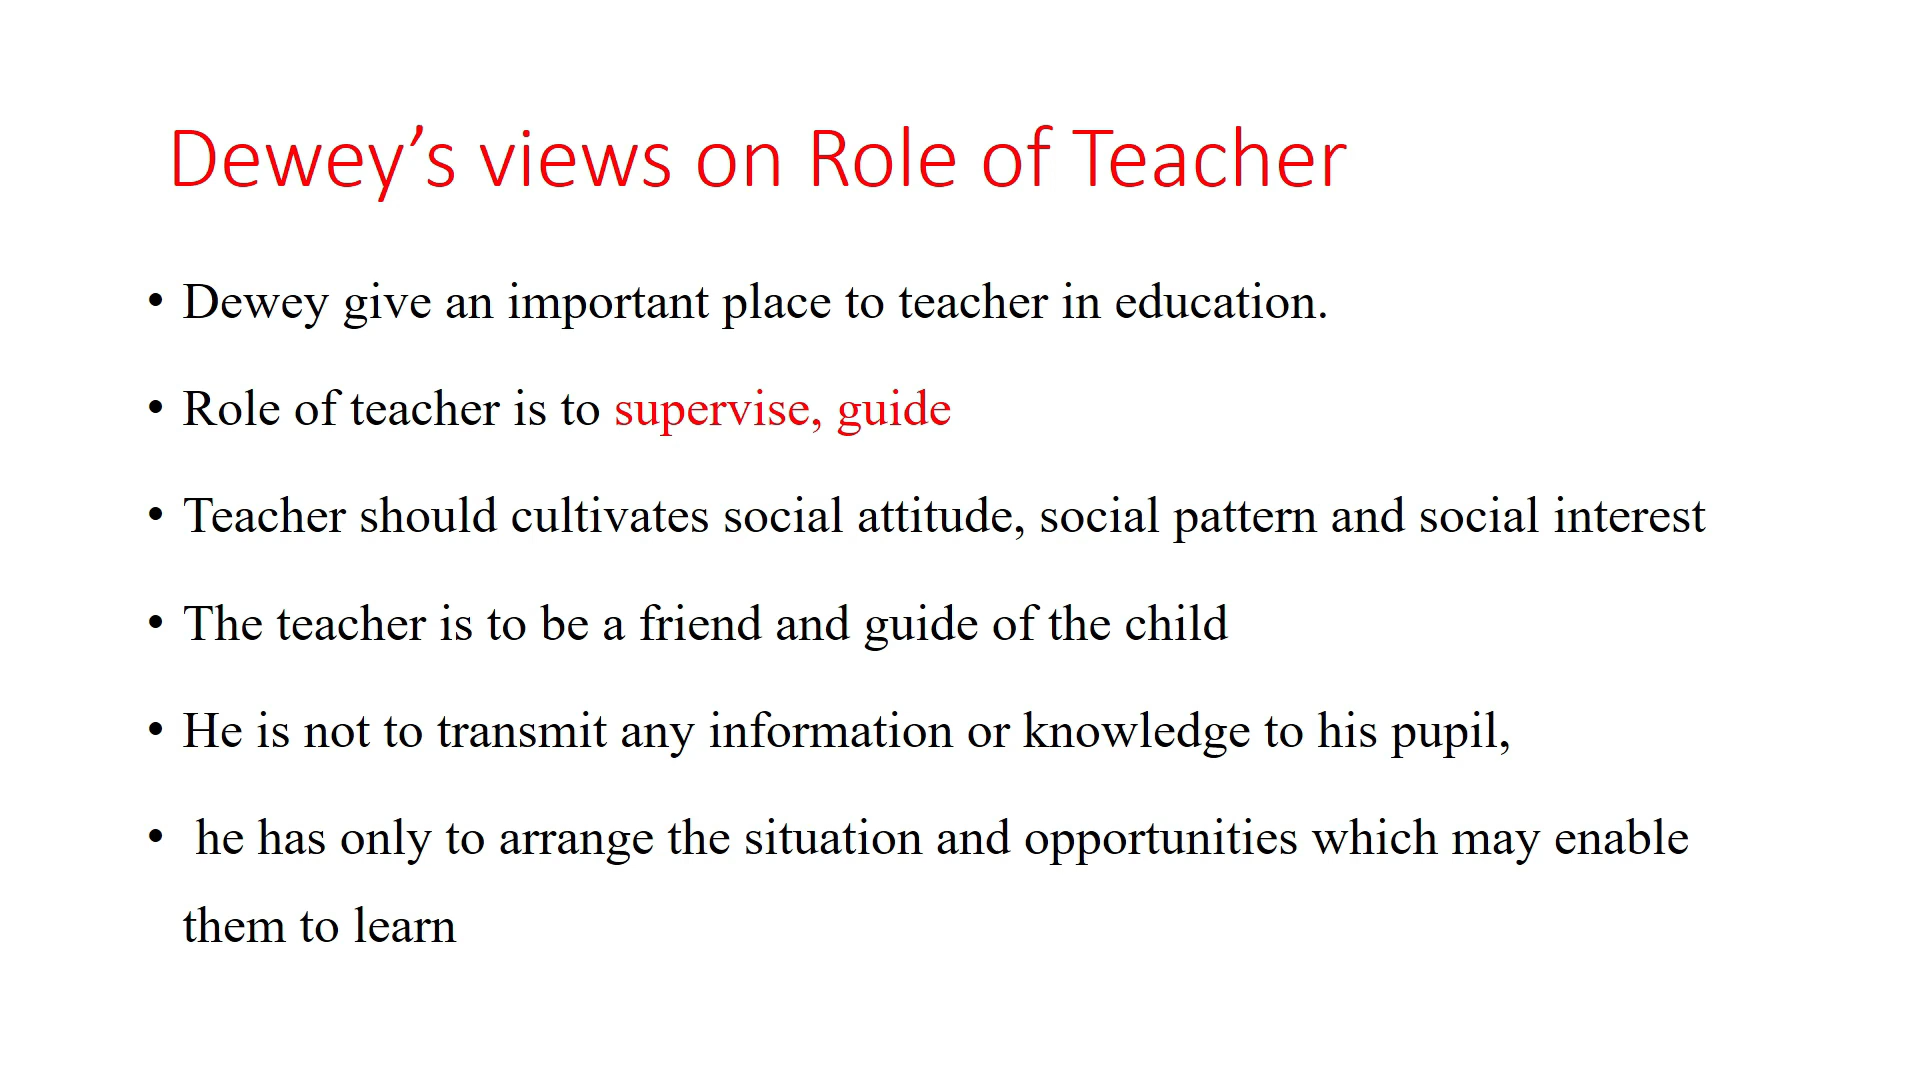 Dewey’s views on Role of Teacher
• Dewey give an important place to teacher in education.
• Role of teacher is to supervise, guide
• Teacher should cultivates social attitude, social pattern and social interest
• The teacher is to be a friend and guide of the child
• He is not to transmit any information or knowledge to his pupil,
• he has only to arrange the situation and opportunities which may enable
them to learn